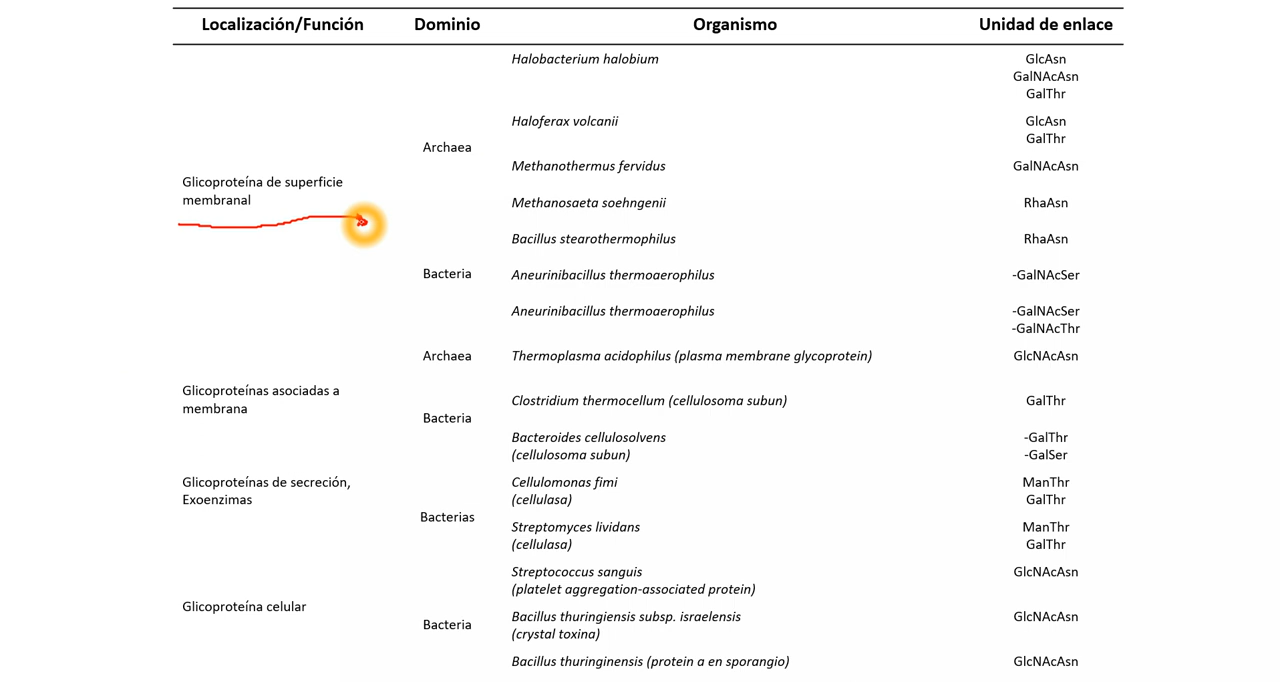 Localización/Función Dominio Organismo Unidad de enlace
Halobacterium halobium GlcAsn
GalNAcAsn
GalThr
Haloferax volcanii GlcAsn
GalThr
Archaea
Methanothermus fervidus GalNAcAsn
Glicoproteína de superficie
membranal
Methanosaeta soehngenii RhaAsn
Bacillus stearothermophilus RhaAsn
Bacteria Aneurinibacillus thermoaerophilus -GalNAcSer
Aneurinibacillus thermoaerophilus -GalNAcSer
-GalNAcThr
Archaea Thermoplasma acidophilus (plasma membrane glycoprotein) GlcNAcAsn
Glicoproteínas asociadas a
membrana
Clostridium thermocellum (cellulosoma subun) GalThr
Bacteria
Bacteroides cellulosolvens -GalThr
(cellulosoma subun) -GalSer
Glicoproteínas de secreción, Cellulomonas fimi ManThr
Exoenzimas (cellulasa) GalThr
Bacterias
Streptomyces lividans ManThr
(cellulasa) GalThr
Streptococcus sanguis GlcNAcAsn
(platelet aggregation-associated protein)
Glicoproteína celular
Bacillus thuringiensis subsp. israelensis GlcNAcAsn
Bacteria
(crystal toxina)
Bacillus thuringinensis (protein a en sporangio) GlcNAcAsn